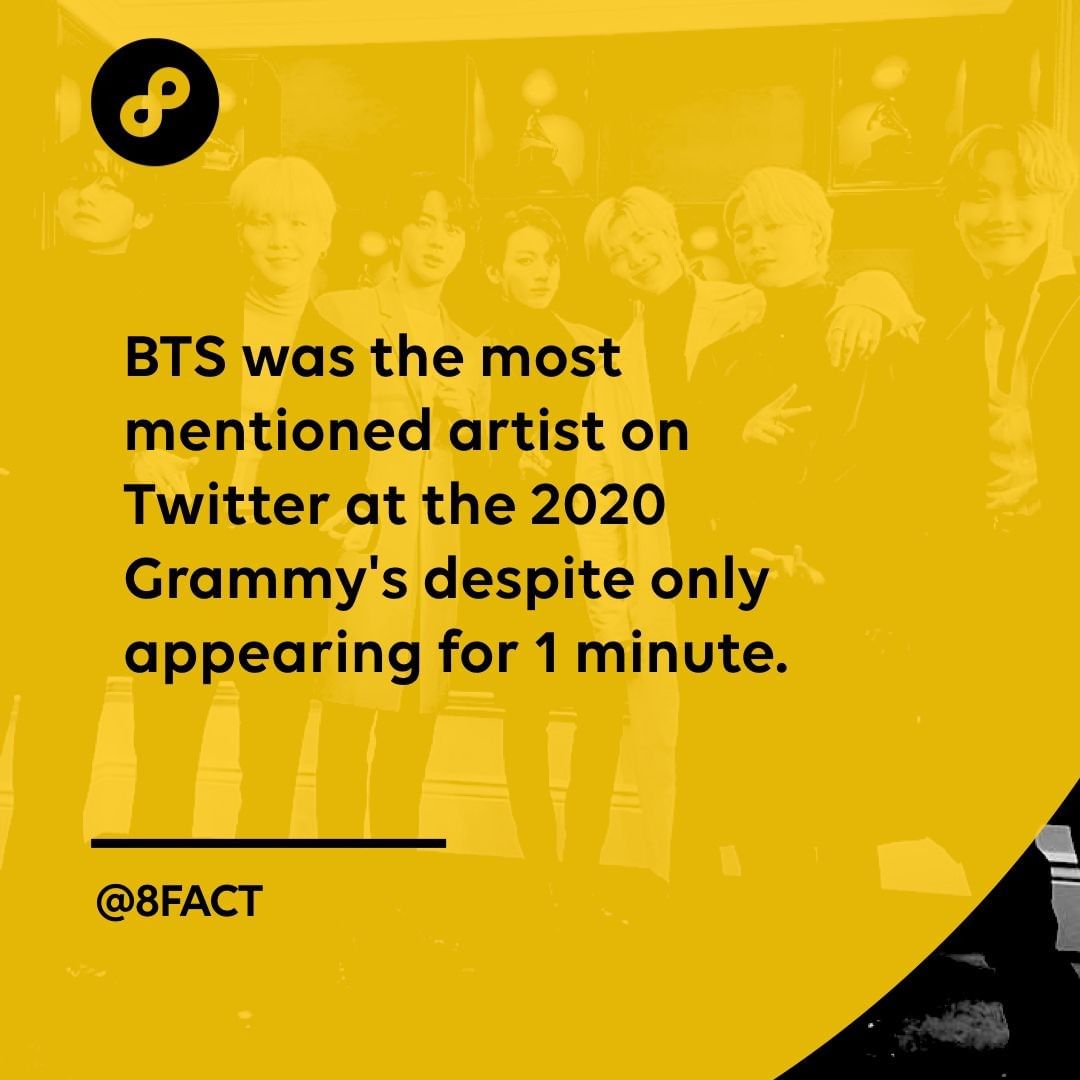 BTS was the most
mentioned artist on
Twitter at the 2020
Grammy's despite only
appearing for 1 minute.
@8FACT